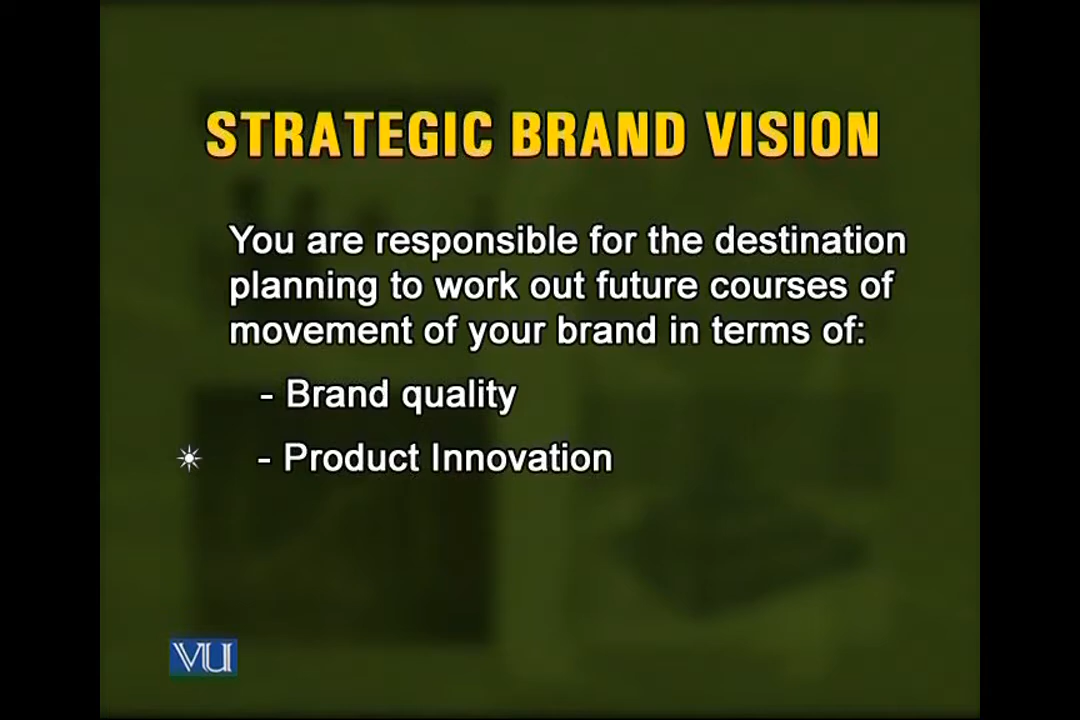 STRATEGIC BRAND VISION
You are responsible for the destination
planning to work out future courses of
movement of your brand in terms of:
- Brand quality
- Product Innovation
VU